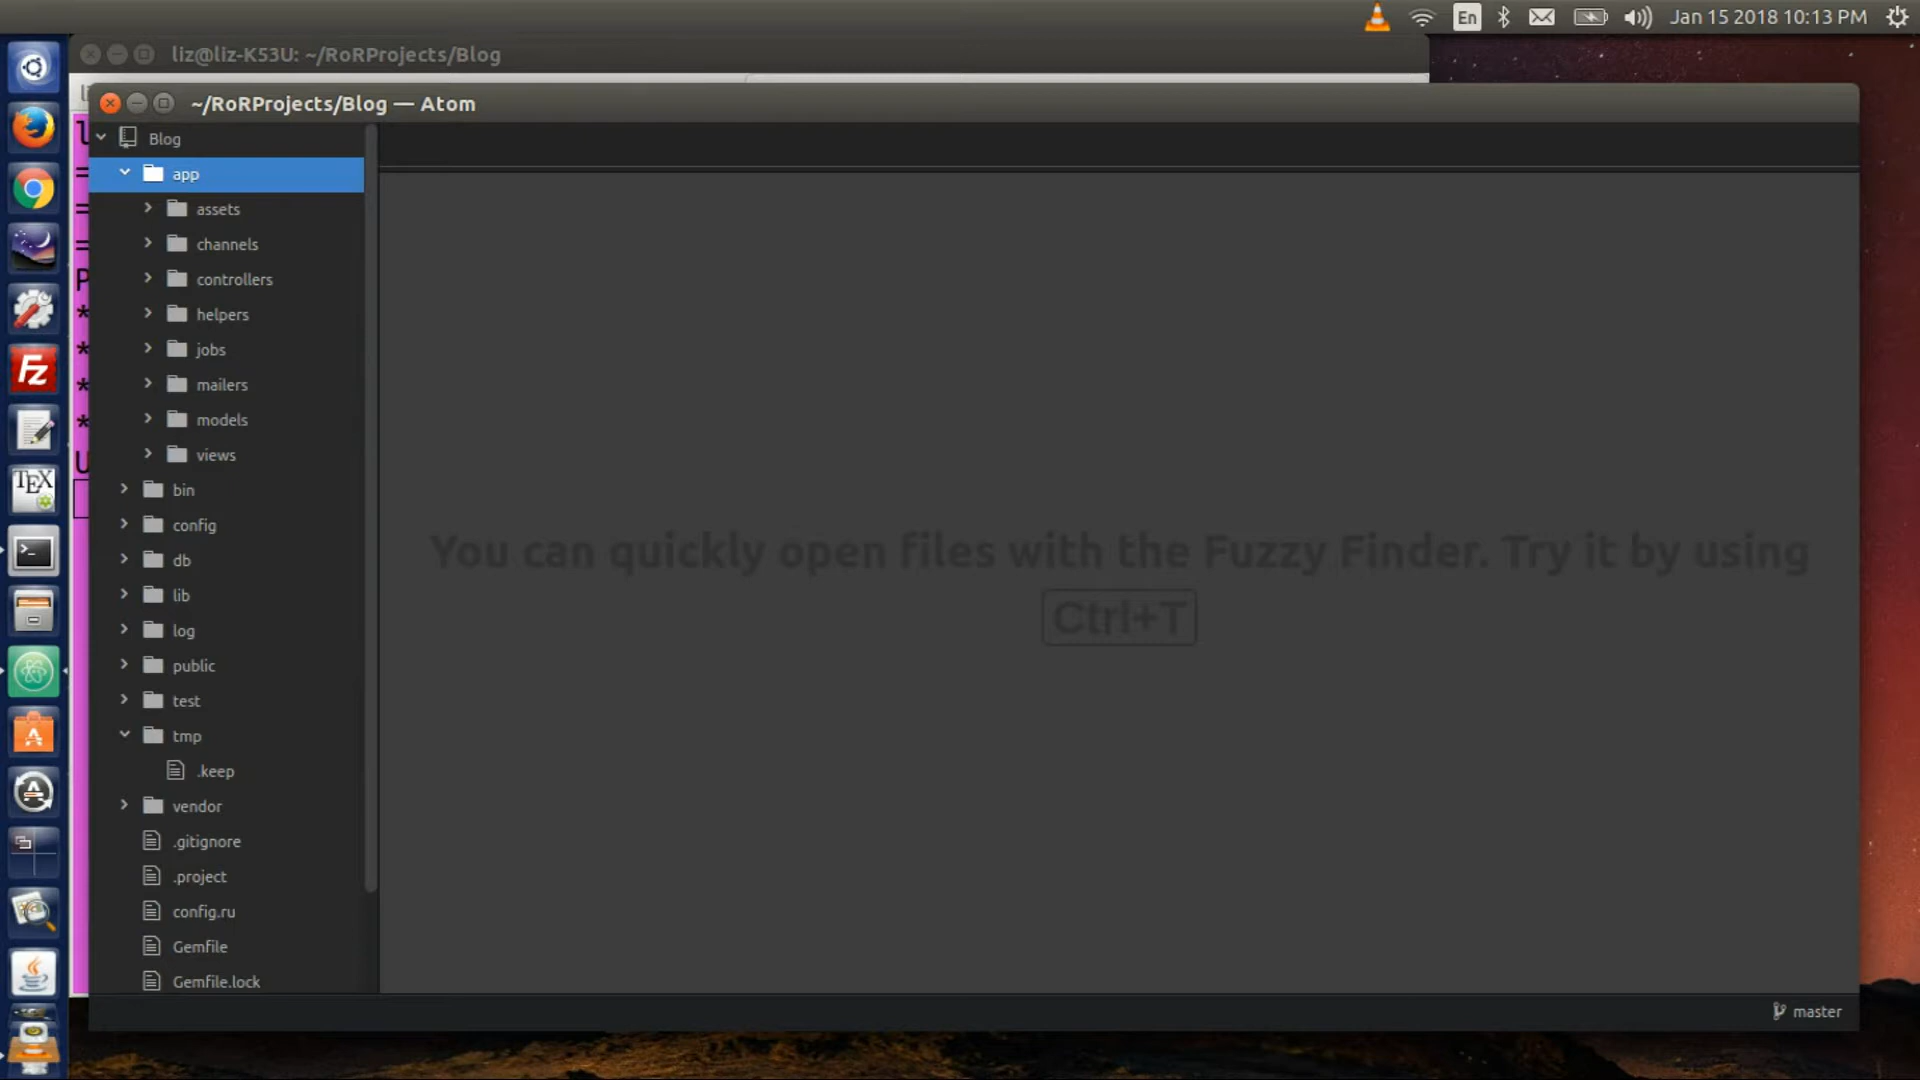 En
Jan 15 2018 10:13 PM
liz@liz-K53U: ~/RoRProjects/Blog
~/RoRProjects/Blog — Atom
Blog
app
assets
channels
controllers
helpers
jobs
mailers
models
views
bin
config
db
lib
log
public
test
tmp
.keep
vendor
.gitignore
.project
config.ru
Gemfile
Gemfile.lock
You can quickly open files with the Fuzzy Finder. Try it by using
Ctrl+T
master
l
=
=
=
P
*
*
*
*
U
Fz
TEX